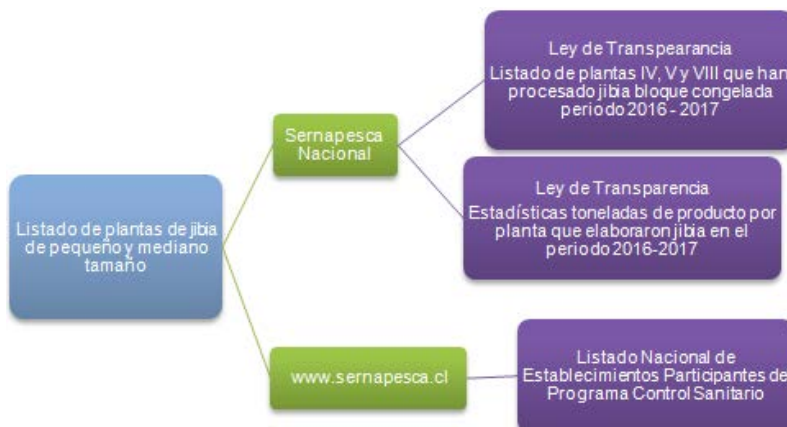 Listado de plantas de jibia
de pequeño y mediano
tamaño
Sernapesca
Nacional
Ley de Transpearancia
Listado de plantas IV, V y VIII que han
procesado jibia bloque congelada
periodo 2016 - 2017
Ley de Transparencia
Estadísticas toneladas de producto por
planta que elaboraron jibia en el
periodo 2016-2017
www.sernapesca.cl
Listado Nacional de
Establecimientos Participantes de
Programa Control Sanitario